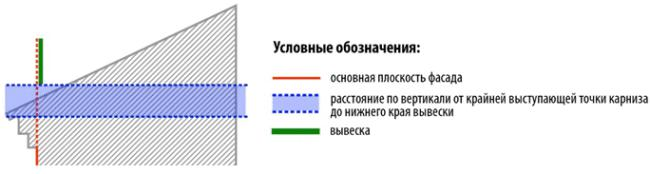 Условные обозначения:
основная плоскость фасада
расстояние по вертикали от крайней выступающей точки карниза
до нижнего края вывески
вывеска